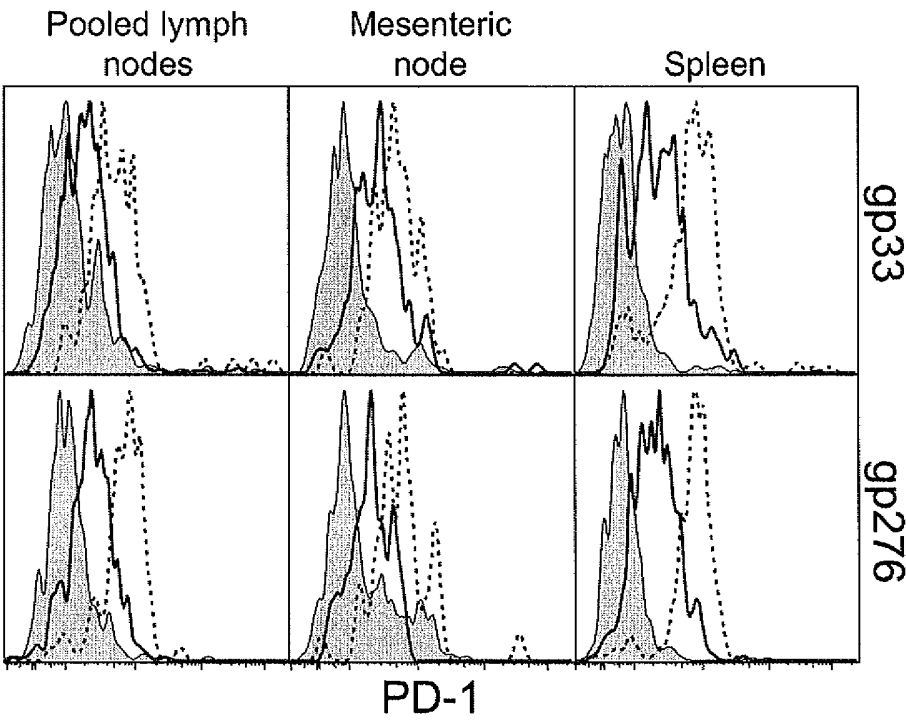 Pooled lymph
nodes
Mesenteric
node
Spleen
gp33
gp276
PD-1